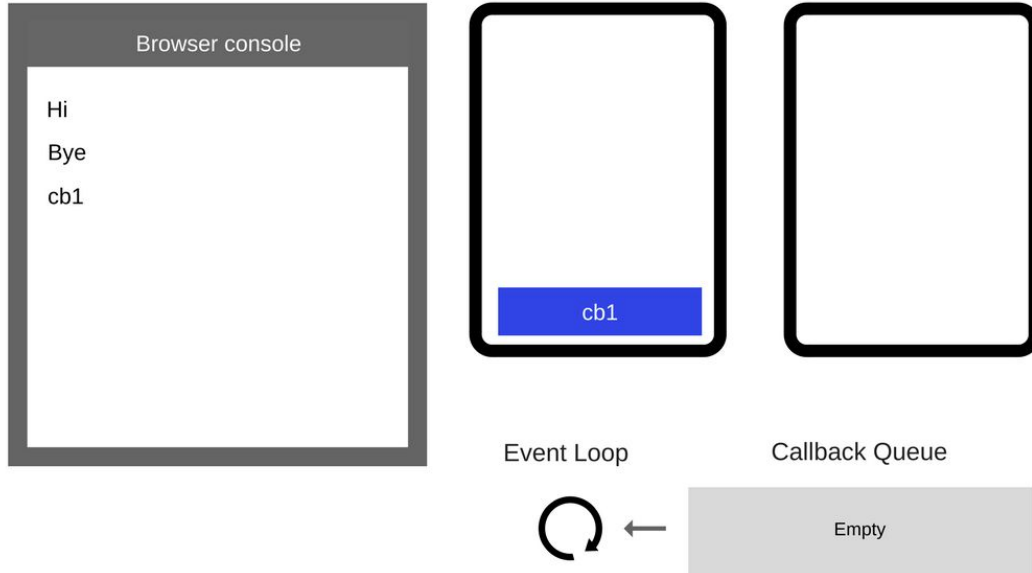 Browser console
Hi
Bye
cb1
cb1
Event Loop
Callback Queue
Empty